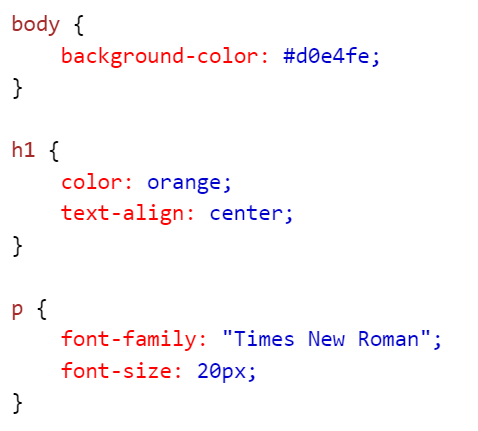 body {
    background-color: #d0e4fe;
}

h1 {
    color: orange;
    text-align: center;
}

p {
    font-family: "Times New Roman";
    font-size: 20px;
}